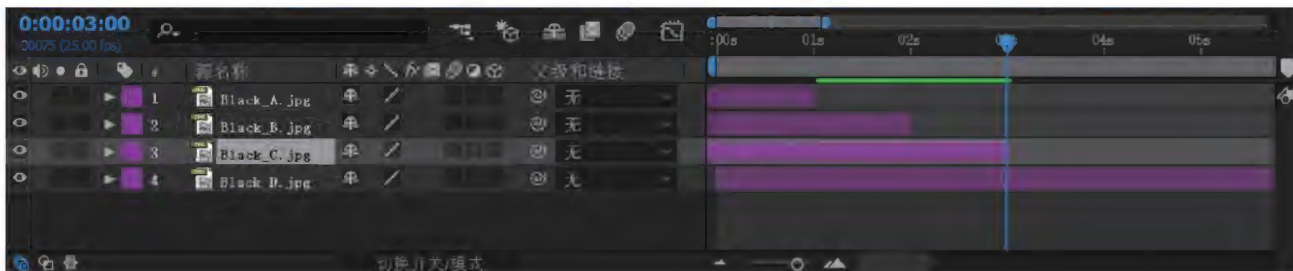 0:00:03:00
00075 (25.00 fps)
:00s 01s 02s 04s 05s
# 源名称 父级和链接
1 Black_A.jpg 无
2 Black_B.jpg 无
3 Black_C.jpg 无
4 Black_D.jpg 无
切换开关/模式